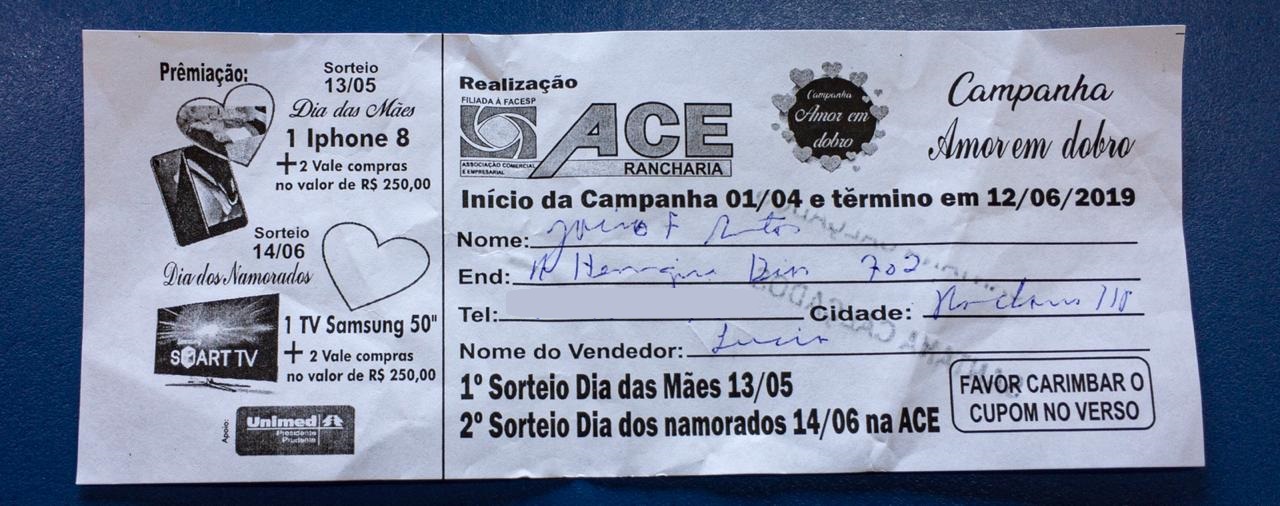 Prêmiação:
Sorteio
13/05
Dia das Mães
1 Iphone 8
+ 2 Vale compras
no valor de R$ 250,00
Sorteio
14/06
Dia dos Namorados
SMART TV
1 TV Samsung 50"
+ 2 Vale compras
no valor de R$ 250,00
Apoio:
Unimed
Presidente
Prudente
Realização
FILIADA À FACESP
ACE
ASSOCIAÇÃO COMERCIAL
E EMPRESARIAL
RANCHARIA
Campanha
Amor em
dobro
Campanha
Amor em dobro
Início da Campanha 01/04 e têrmino em 12/06/2019
Nome:
End: 702
Tel:
Cidade:
Nome do Vendedor: Lucia
1º Sorteio Dia das Mães 13/05
2º Sorteio Dia dos namorados 14/06 na ACE
FAVOR CARIMBAR O
CUPOM NO VERSO